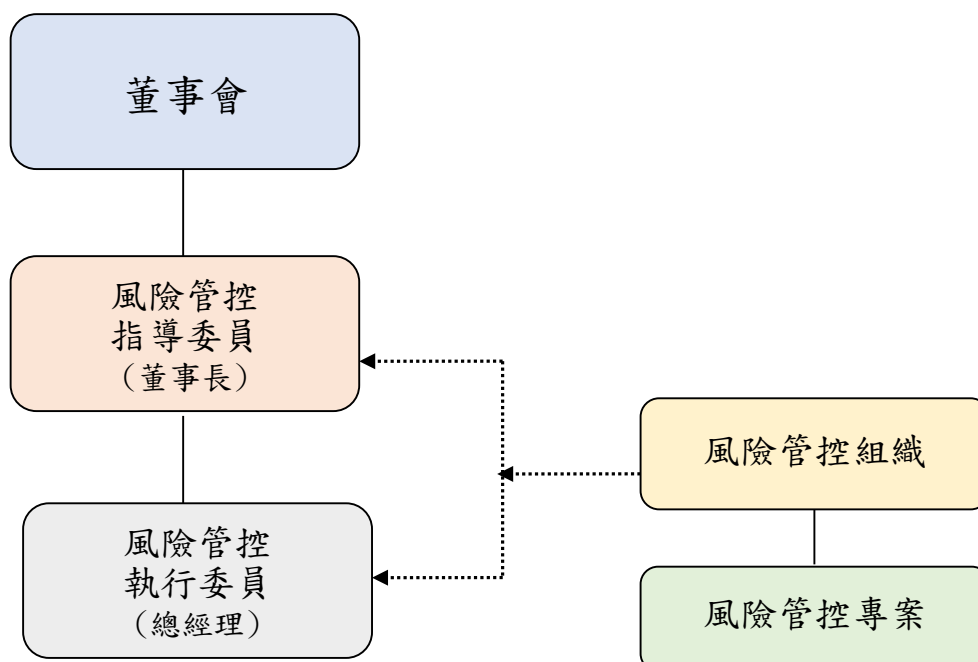 董事會
風險管控
指導委員
（董事長）
風險管控組織
風險管控
執行委員
（總經理）
風險管控專案